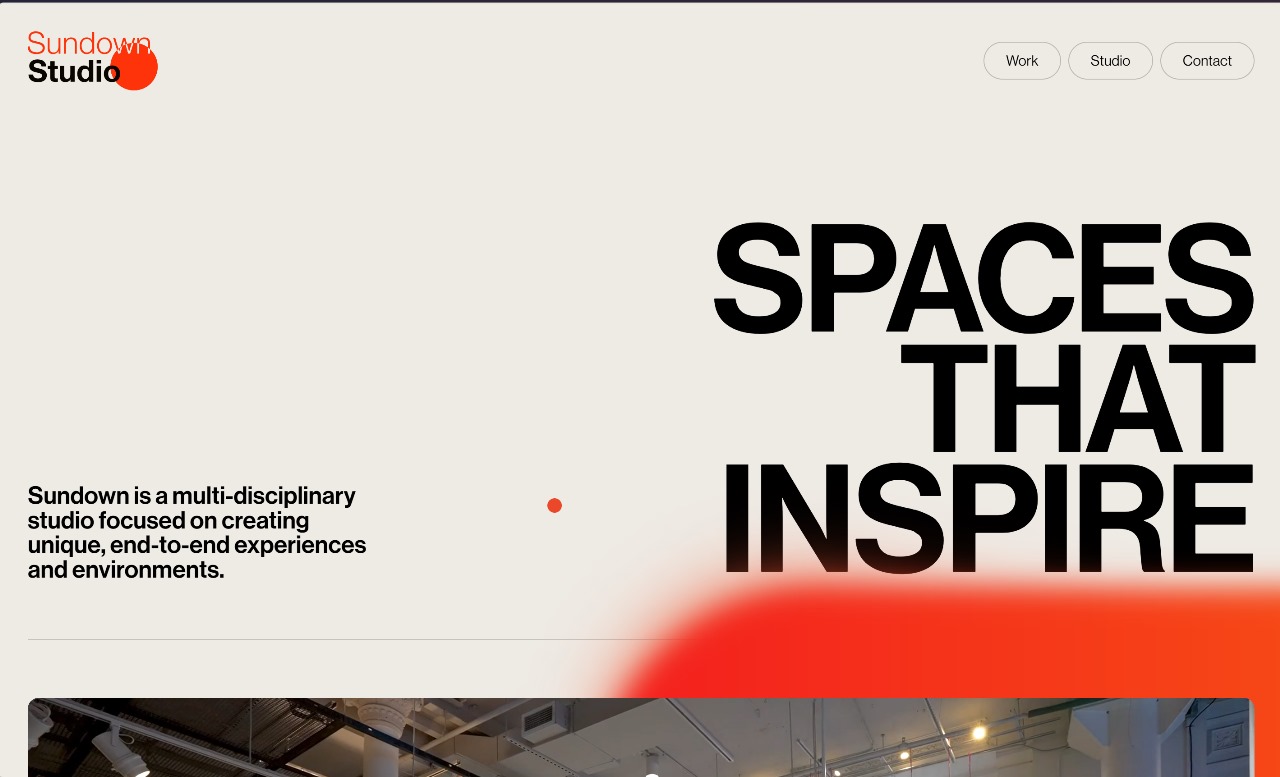 Sundown
Studio
Work
Studio
Contact
SPACES
THAT
INSPIRE
Sundown is a multi-disciplinary
studio focused on creating
unique, end-to-end experiences
and environments.